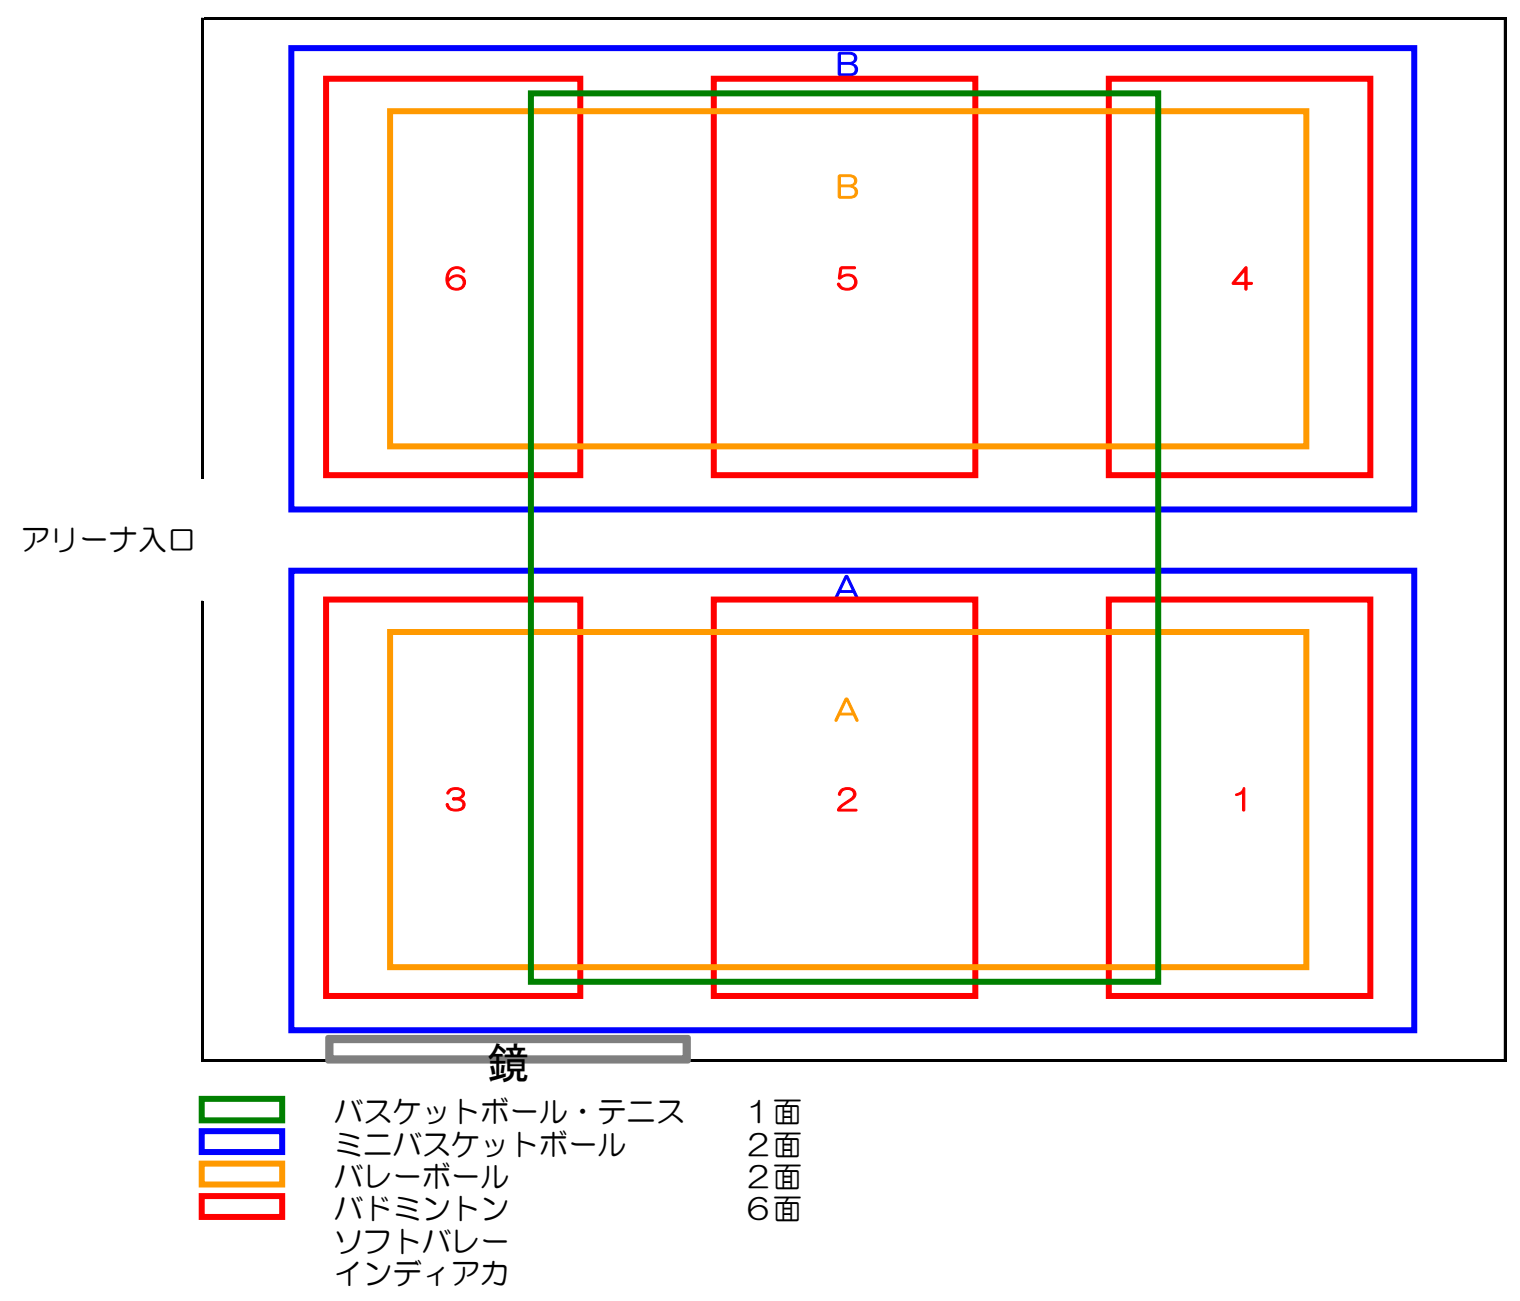 B
B
6 5 4
アリーナ入口
A
A
3 2 1
鏡
バスケットボール・テニス 1面
ミニバスケットボール 2面
バレーボール 2面
バドミントン 6面
ソフトバレー
インディアカ